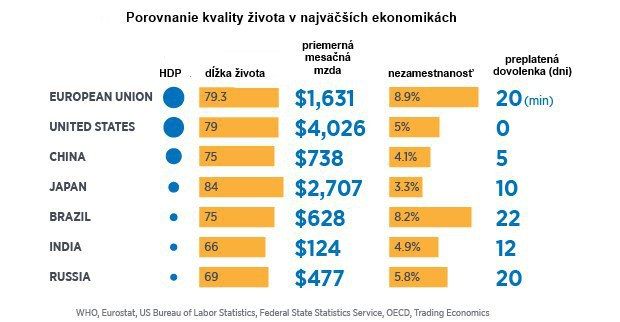 Porovnanie kvality života v najväčších ekonomikách
HDP dĺžka života priemerná mesačná mzda nezamestnanosť preplatená dovolenka (dni)
EUROPEAN UNION 79.3 $1,631 8.9% 20 (min)
UNITED STATES 79 $4,026 5% 0
CHINA 75 $738 4.1% 5
JAPAN 84 $2,707 3.3% 10
BRAZIL 75 $628 8.2% 22
INDIA 66 $124 4.9% 12
RUSSIA 69 $477 5.8% 20
WHO, Eurostat, US Bureau of Labor Statistics, Federal State Statistics Service, OECD, Trading Economics